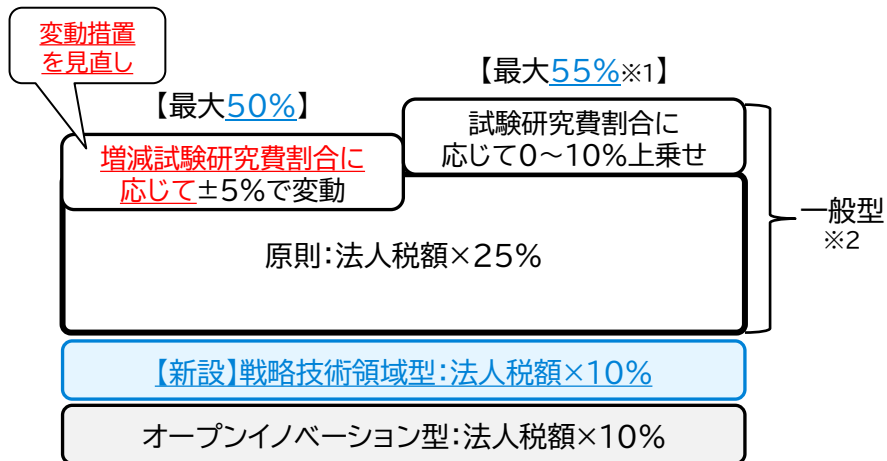 変動措置
を見直し
【最大50%】
【最大55%※1】
増減試験研究費割合に
応じて±5%で変動
試験研究費割合に
応じて0～10%上乗せ
原則：法人税額×25%
一般型
※2
【新設】戦略技術領域型：法人税額×10%
オープンイノベーション型：法人税額×10%